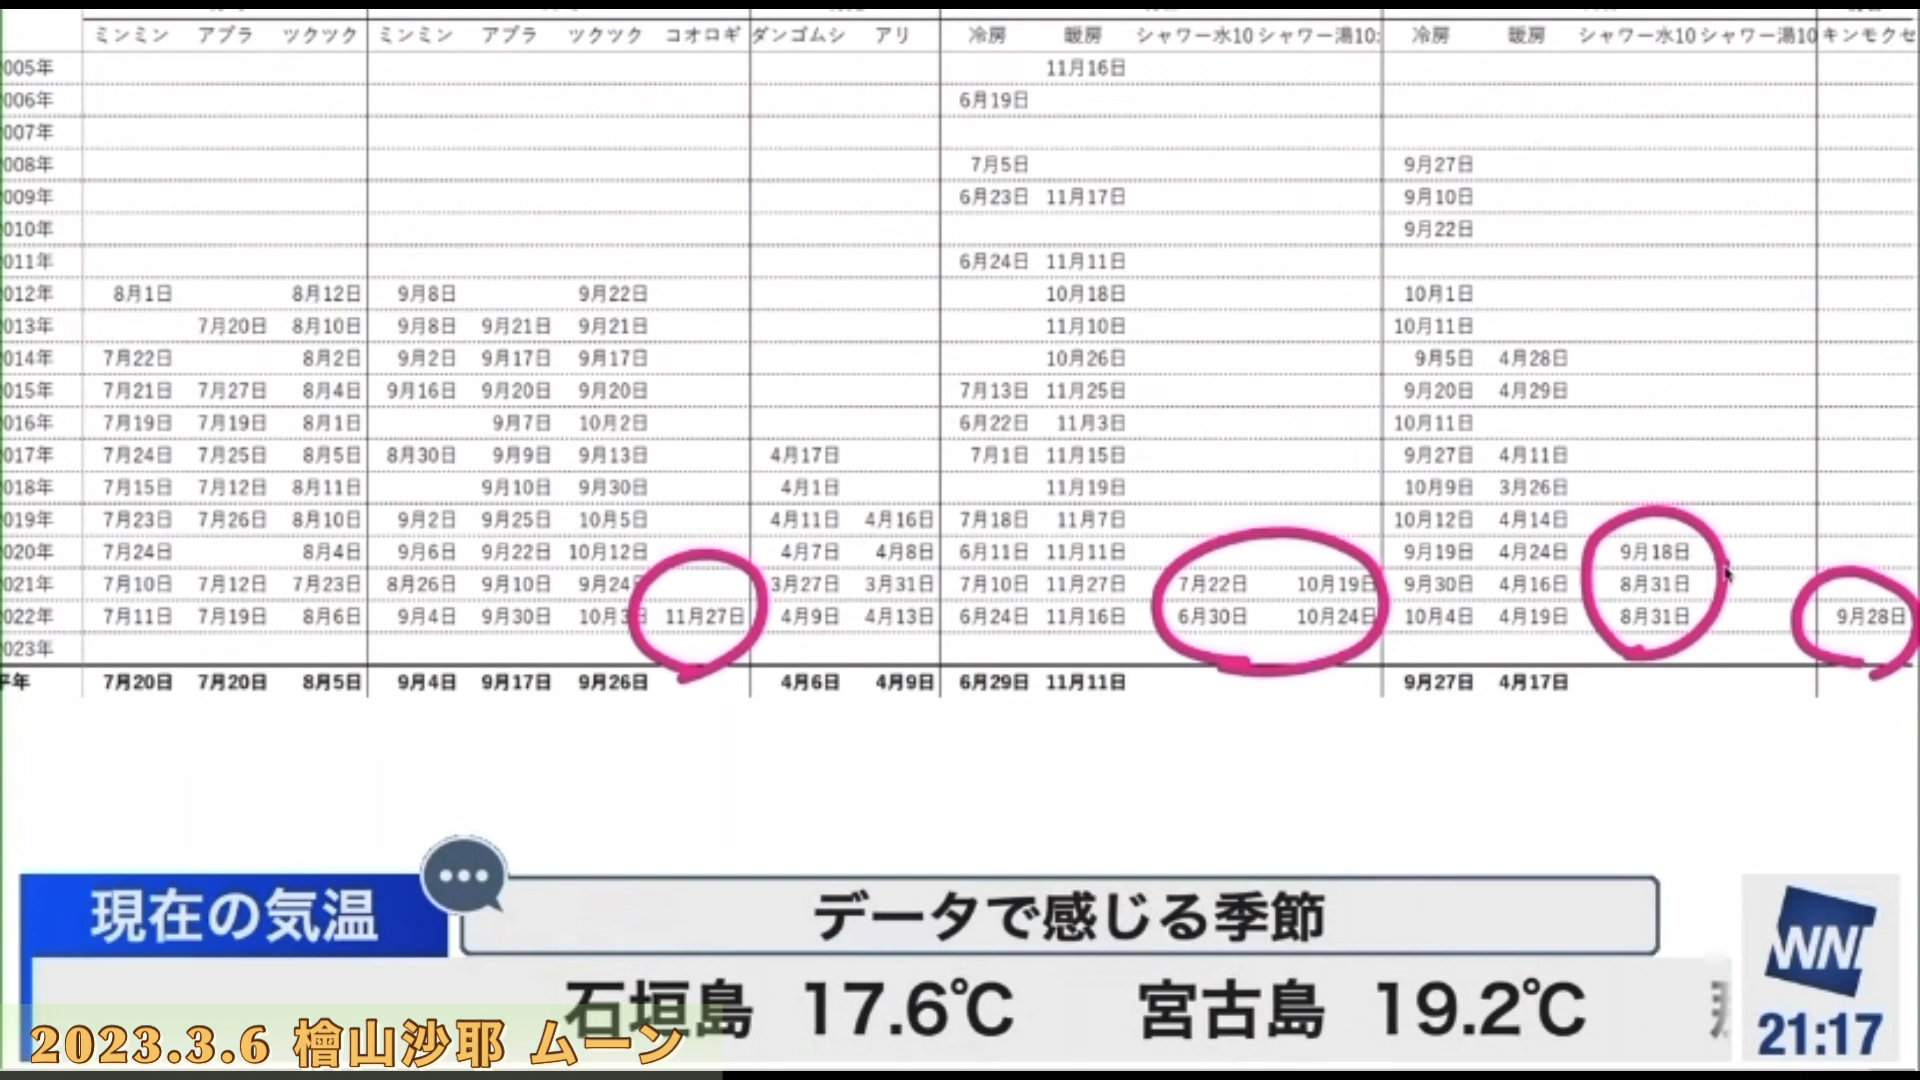 ミンミン アブラ ツクツク ミンミン アブラ ツクツク コオロギ ダンゴムシ アリ 冷房 暖房 シャワー水10 シャワー湯10: 冷房 暖房 シャワー水10 シャワー湯10 キンモクセ
005年 11月16日
006年 6月19日
007年
008年 7月5日 9月27日
009年 6月23日 11月17日 9月10日
010年 9月22日
011年 6月24日 11月11日
012年 8月1日 8月12日 9月8日 9月22日 10月18日 10月1日
013年 7月20日 8月10日 9月8日 9月21日 9月21日 11月10日 10月11日
014年 7月22日 8月2日 9月2日 9月17日 9月17日 10月26日 9月5日 4月28日
015年 7月21日 7月27日 8月4日 9月16日 9月20日 9月20日 7月13日 11月25日 9月20日 4月29日
016年 7月19日 7月19日 8月1日 9月7日 10月2日 6月22日 11月3日 10月11日
017年 7月24日 7月25日 8月5日 8月30日 9月9日 9月13日 4月17日 7月1日 11月15日 9月27日 4月11日
018年 7月15日 7月12日 8月11日 9月10日 9月30日 4月1日 11月19日 10月9日 3月26日
019年 7月23日 7月26日 8月10日 9月2日 9月25日 10月5日 4月11日 4月16日 7月18日 11月7日 10月12日 4月14日
020年 7月24日 8月4日 9月6日 9月22日 10月12日 4月7日 4月8日 6月11日 11月11日 9月19日 4月24日 9月18日
021年 7月10日 7月12日 7月23日 8月26日 9月10日 9月24日 3月27日 3月31日 7月10日 11月27日 7月22日 10月19日 9月30日 4月16日 8月31日
022年 7月11日 7月19日 8月6日 9月4日 9月30日 10月3日 11月27日 4月9日 4月13日 6月24日 11月16日 6月30日 10月24日 10月4日 4月19日 8月31日 9月28日
023年
平年 7月20日 7月20日 8月5日 9月4日 9月17日 9月26日 4月6日 4月9日 6月29日 11月11日 9月27日 4月17日
現在の気温
データで感じる季節
石垣島 17.6℃ 宮古島 19.2℃
WNI
21:17
2023.3.6 檜山沙耶 ムーン